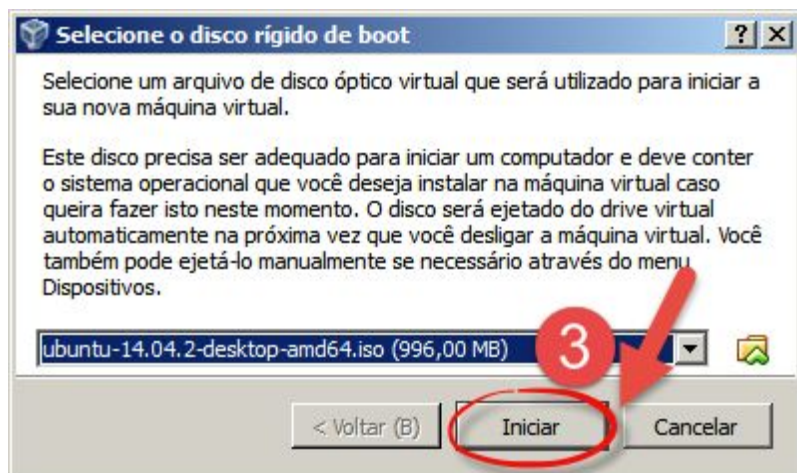 Selecione o disco rígido de boot
Selecione um arquivo de disco óptico virtual que será utilizado para iniciar a
sua nova máquina virtual.
Este disco precisa ser adequado para iniciar um computador e deve conter
o sistema operacional que você deseja instalar na máquina virtual caso
queira fazer isto neste momento. O disco será ejetado do drive virtual
automaticamente na próxima vez que você desligar a máquina virtual. Você
também pode ejetá-lo manualmente se necessário através do menu
Dispositivos.
ubuntu-14.04.2-desktop-amd64.iso (996,00 MB)
3
< Voltar (B) Iniciar Cancelar